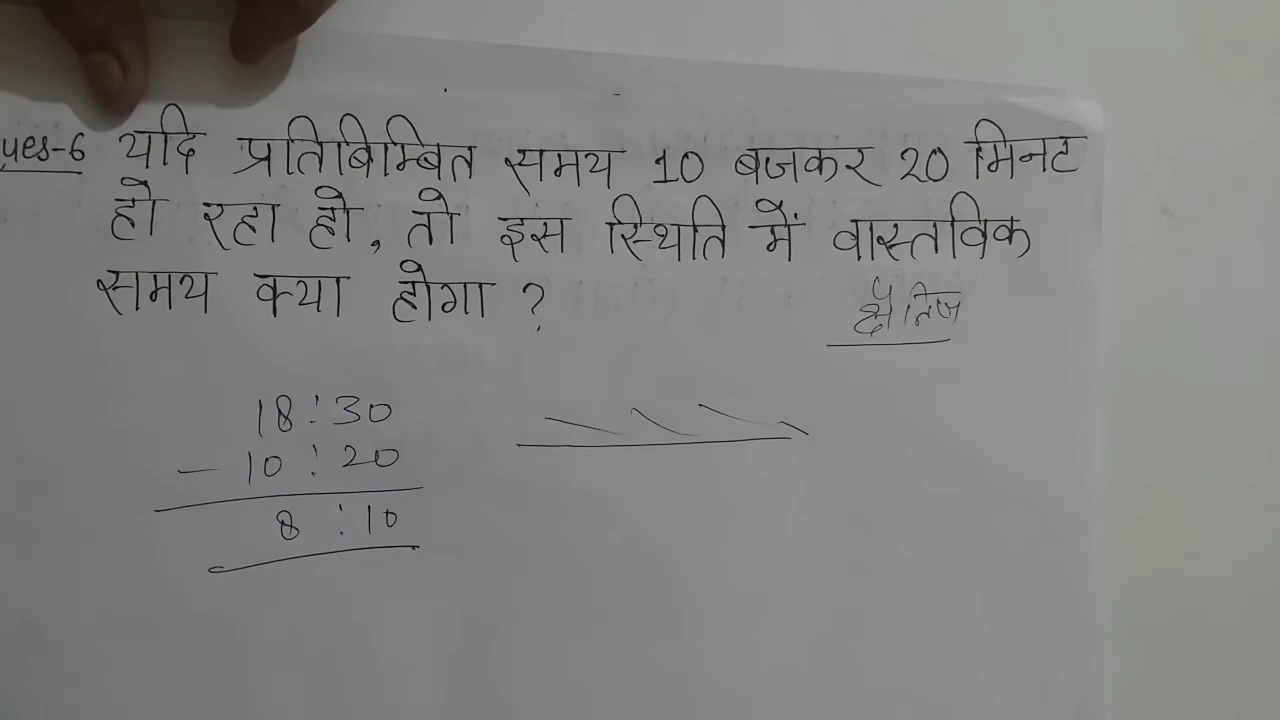 ques-6 यदि प्रतिबिम्बित समय 10 बजकर 20 मिनट
हो रहा हो, तो इस स्थिति में वास्तविक
समय क्या होगा ?
क्षैतिज
18:30
- 10:20
8:10